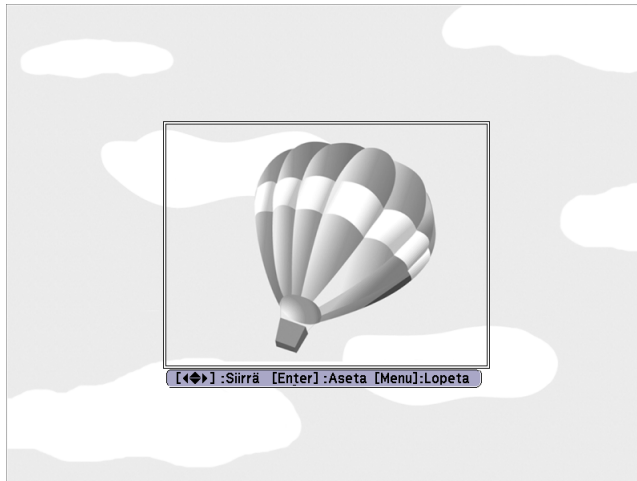 [◀◆▶] :Siirrä [Enter] :Aseta [Menu]:Lopeta